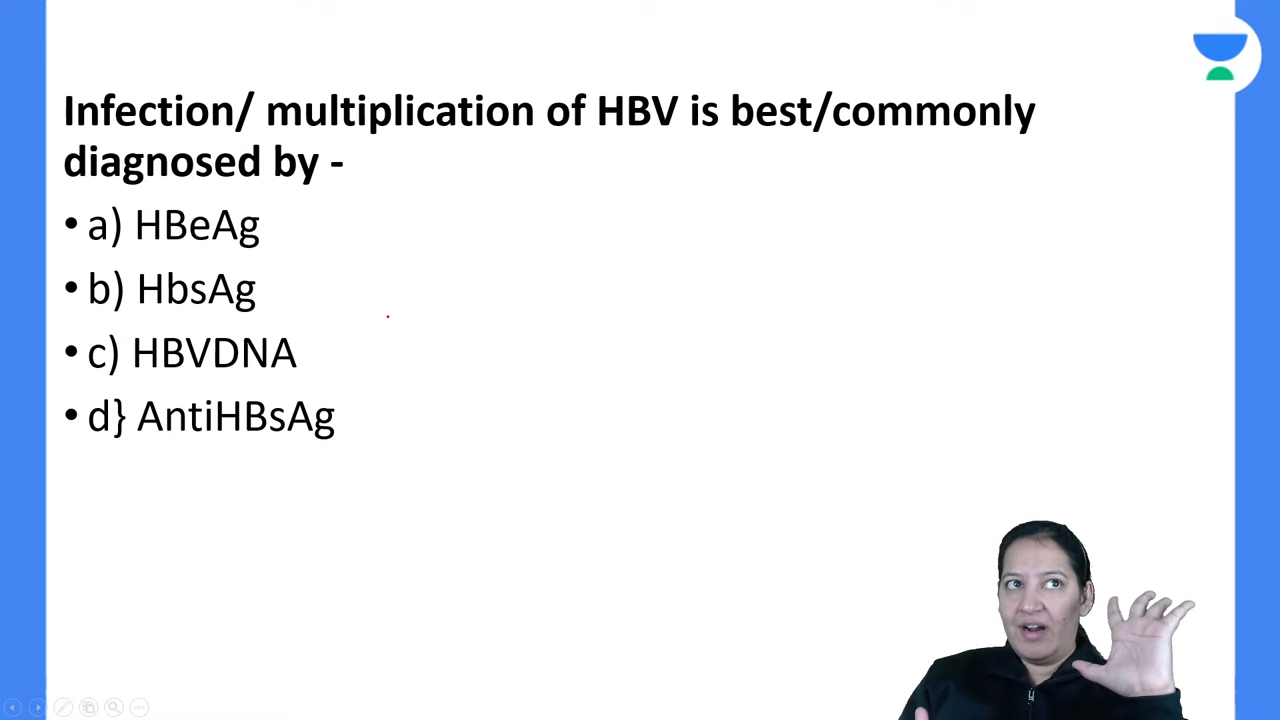 Infection/ multiplication of HBV is best/commonly
diagnosed by -
• a) HBeAg
• b) HbsAg
• c) HBVDNA
• d} AntiHBsAg